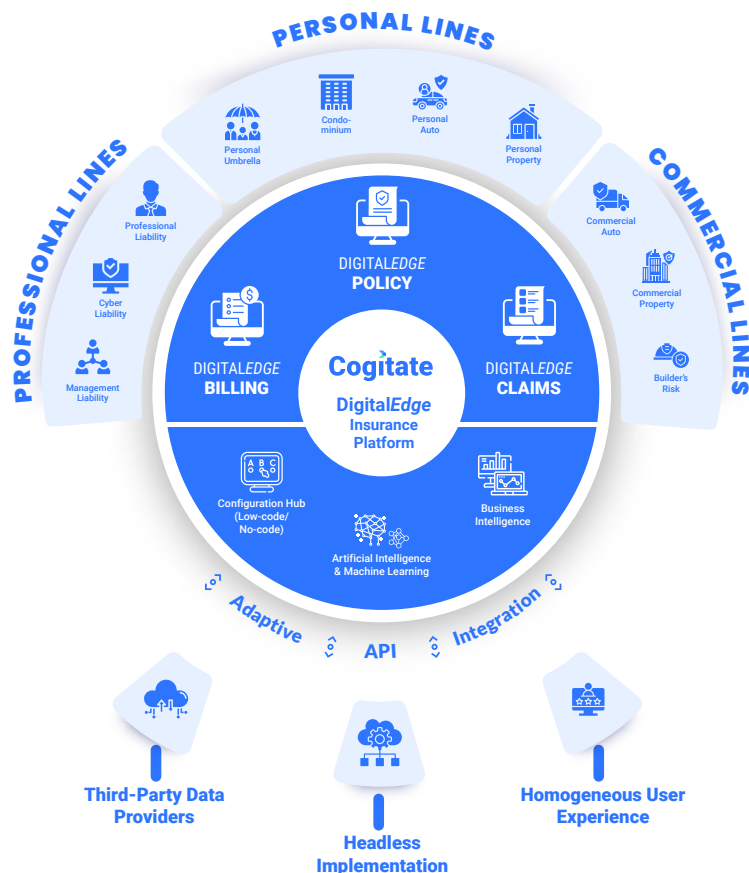 PERSONAL LINES
Personal
Umbrella
Condo-
minium
Personal
Auto
Personal
Property
PROFESSIONAL LINES
Professional
Liability
Cyber
Liability
Management
Liability
COMMERCIAL LINES
Commercial
Auto
Commercial
Property
Builder's
Risk
DIGITALEDGE
POLICY
DIGITALEDGE
BILLING
$
DIGITALEDGE
CLAIMS
Cogitate
DigitalEdge
Insurance
Platform
A B C
Configuration Hub
(Low-code/
No-code)
Artificial Intelligence
& Machine Learning
Business
Intelligence
Adaptive
API
Integration
Third-Party Data
Providers
Headless
Implementation
Homogeneous User
Experience